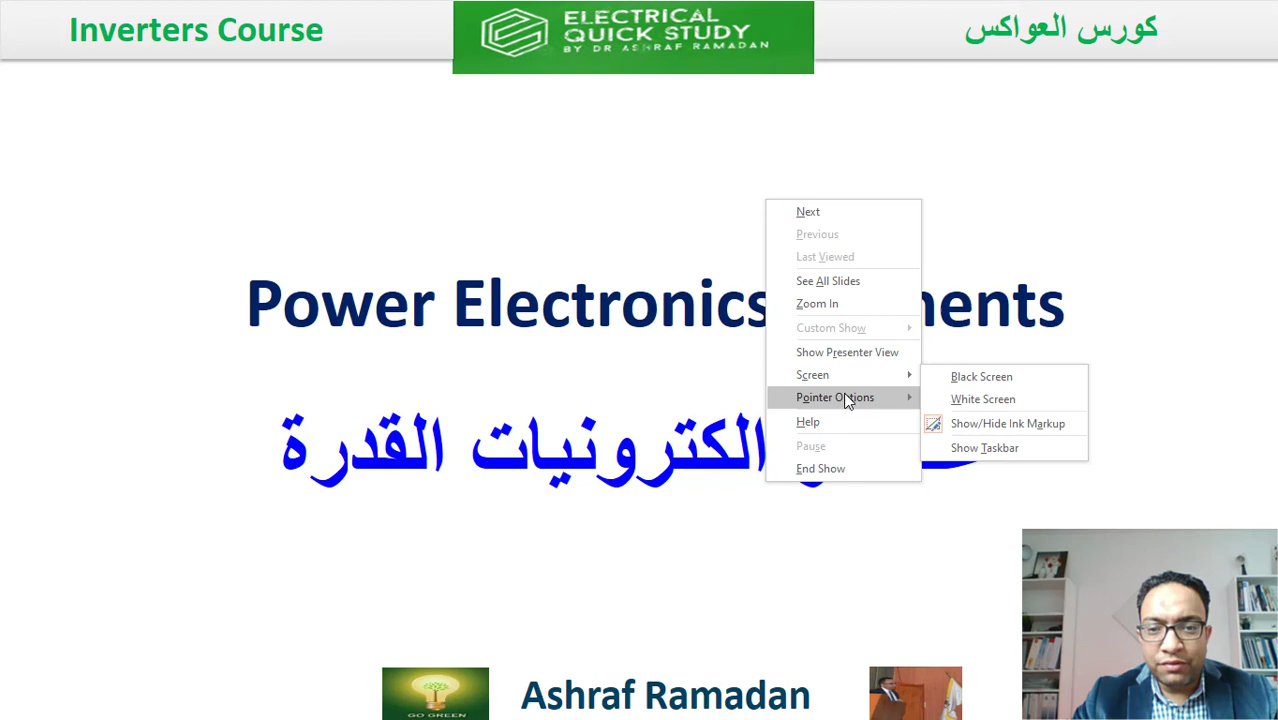 Inverters Course
ELECTRICAL
QUICK STUDY
BY DR ASHRAF RAMADAN
كورس العواكس
Power Electronics
الكترونيات القدرة
Next
Previous
Last Viewed
See All Slides
Zoom In
Custom Show
Show Presenter View
Screen
Pointer Options
Help
Pause
End Show
Black Screen
White Screen
Show/Hide Ink Markup
Show Taskbar
GO GREEN
Ashraf Ramadan